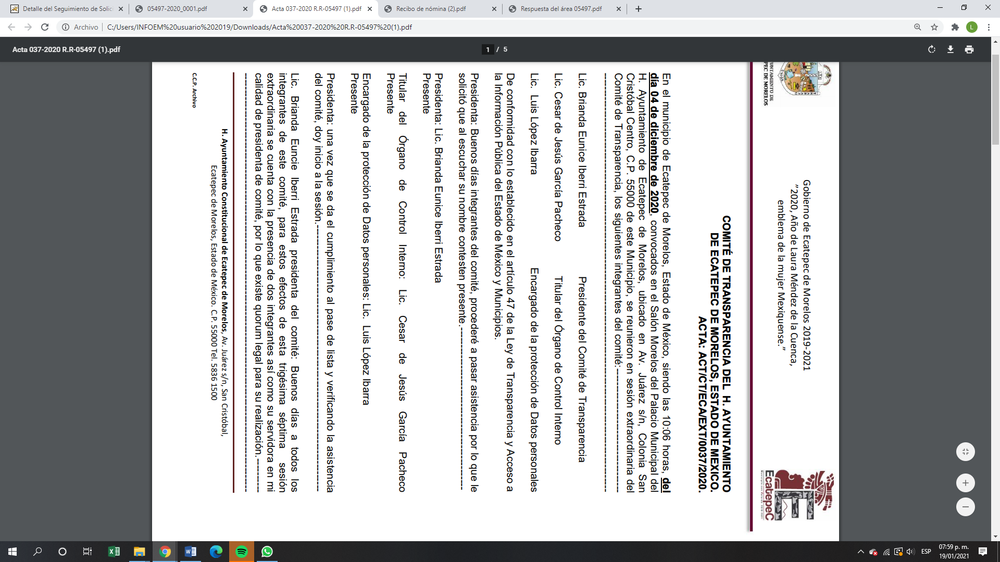 Detalle del Seguimiento de Solici
05497-2020_0001.pdf
Acta 037-2020 R.R-05497 (1).pdf
Recibo de nómina (2).pdf
Respuesta del área 05497.pdf
Archivo
C:/Users/INFOEM%20usuario%202019/Downloads/Acta%20037-2020%20R.R-05497%20(1).pdf
L
Acta 037-2020 R.R-05497 (1).pdf
1 / 5
UNTAMIENTO DE
PEC DE MORELOS
Gobierno de Ecatepec de Morelos 2019-2021
"2020, Año de Laura Méndez de la Cuenca,
emblema de la mujer Mexiquense."
Ecatepec
COMITÉ DE TRANSPARENCIA DEL H. AYUNTAMIENTO
DE ECATEPEC DE MORELOS, ESTADO DE MEXICO.
ACTA: ACT/CT/ECA/EXT/0037/2020.
En el municipio de Ecatepec de Morelos, Estado de México, siendo las 10:06 horas, del
día 04 de diciembre de 2020, convocados en el Salón Morelos del Palacio Municipal del
H. Ayuntamiento de Ecatepec de Morelos, ubicado en Av. Juárez s/n, Colonia San
Cristóbal Centro, C.P. 55000 de este Municipio, se reunieron en sesión extraordinaria del
Comité de Transparencia, los siguientes integrantes del comité:-----------------------------------
Lic. Brianda Eunice Iberri Estrada Presidente del Comité de Transparencia
Lic. Cesar de Jesús García Pacheco Titular del Órgano de Control Interno
Lic. Luis López Ibarra Encargado de la protección de Datos personales
De conformidad con lo establecido en el artículo 47 de la Ley de Transparencia y Acceso a
la Información Pública del Estado de México y Municipios.
Presidenta: Buenos días integrantes del comité, procederé a pasar asistencia por lo que le
solicitó que al escuchar su nombre contesten presente.----------------------------------------------
Presidenta: Lic. Brianda Eunice Iberri Estrada
Presente
Titular del Órgano de Control Interno: Lic. Cesar de Jesús García Pacheco
Presente
Encargado de la protección de Datos personales: Lic. Luis López Ibarra
Presente
Presidenta: una vez que se da el cumplimiento al pase de lista y verificando la asistencia
del comité, doy inicio a la sesión.---------------------------------------------------------------------------
Lic. Brianda Euncie Iberri Estrada presidenta del comité: Buenos días a todos los
integrantes de este comité, para estos efectos de esta trigésima séptima sesión
extraordinaria se cuenta con la presencia de dos integrantes así como su servidora en mi
calidad de presidenta de comité, por lo que existe quorum legal para su realización.----------
H. Ayuntamiento Constitucional de Ecatepec de Morelos, Av. Juárez s/n, San Cristóbal,
Ecatepec de Morelos, Estado de México. C.P. 55000 Tel. 5836 1500
C.C.P. Archivo
ESP
07:59 p. m.
19/01/2021